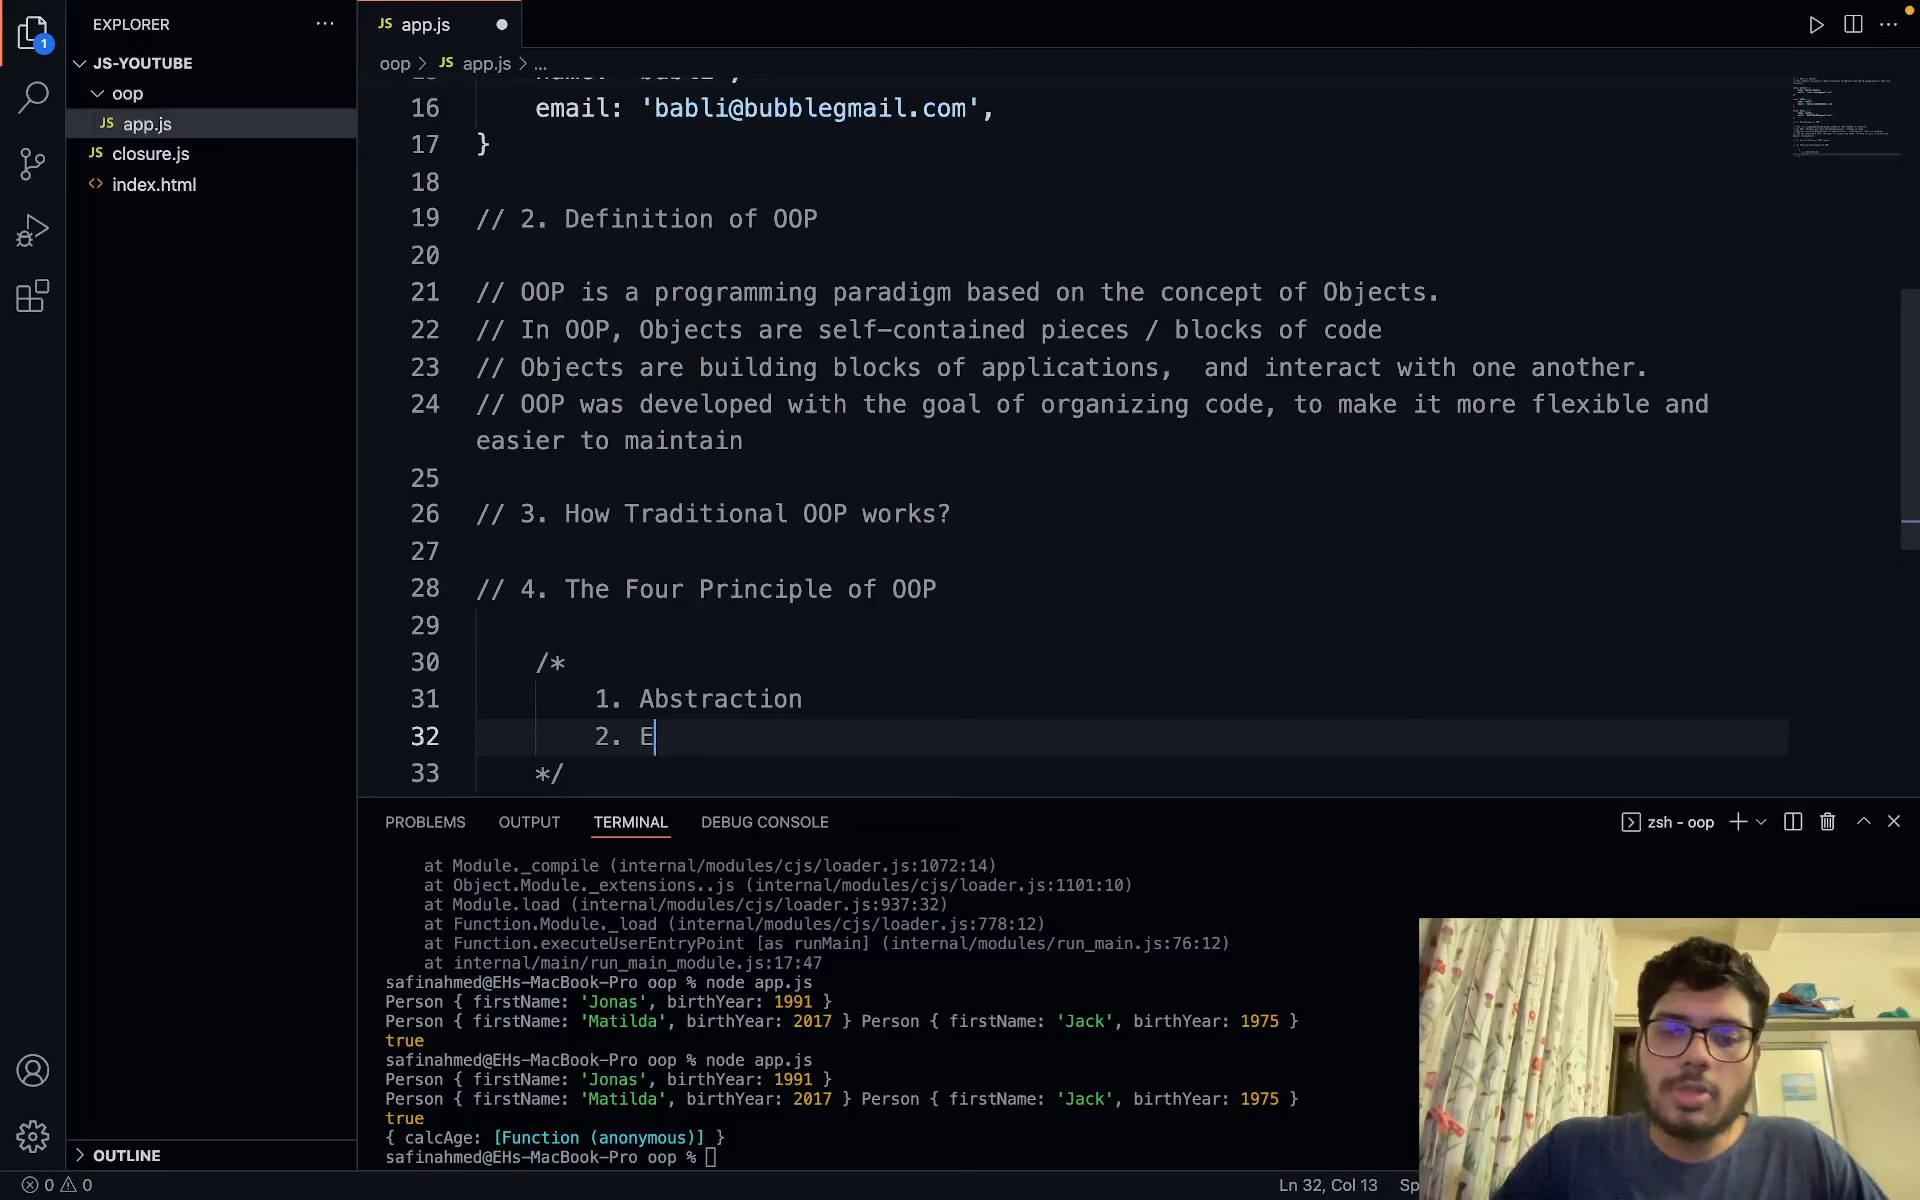 EXPLORER
JS-YOUTUBE
oop
JS app.js
JS closure.js
<> index.html
OUTLINE
1
JS app.js
oop > JS app.js > ...
16 email: 'babli@bubblegmail.com',
17 }
18
19 // 2. Definition of OOP
20
21 // OOP is a programming paradigm based on the concept of Objects.
22 // In OOP, Objects are self-contained pieces / blocks of code
23 // Objects are building blocks of applications,  and interact with one another.
24 // OOP was developed with the goal of organizing code, to make it more flexible and
easier to maintain
25
26 // 3. How Traditional OOP works?
27
28 // 4. The Four Principle of OOP
29
30 /*
31 1. Abstraction
32 2. E
33 */
PROBLEMS OUTPUT TERMINAL DEBUG CONSOLE zsh - oop
at Module._compile (internal/modules/cjs/loader.js:1072:14)
at Object.Module._extensions..js (internal/modules/cjs/loader.js:1101:10)
at Module.load (internal/modules/cjs/loader.js:937:32)
at Function.Module._load (internal/modules/cjs/loader.js:778:12)
at Function.executeUserEntryPoint [as runMain] (internal/modules/run_main.js:76:12)
at internal/main/run_main_module.js:17:47
safinahmed@EHs-MacBook-Pro oop % node app.js
Person { firstName: 'Jonas', birthYear: 1991 }
Person { firstName: 'Matilda', birthYear: 2017 } Person { firstName: 'Jack', birthYear: 1975 }
true
safinahmed@EHs-MacBook-Pro oop % node app.js
Person { firstName: 'Jonas', birthYear: 1991 }
Person { firstName: 'Matilda', birthYear: 2017 } Person { firstName: 'Jack', birthYear: 1975 }
true
{ calcAge: [Function (anonymous)] }
safinahmed@EHs-MacBook-Pro oop %
0 0
Ln 32, Col 13 Sp